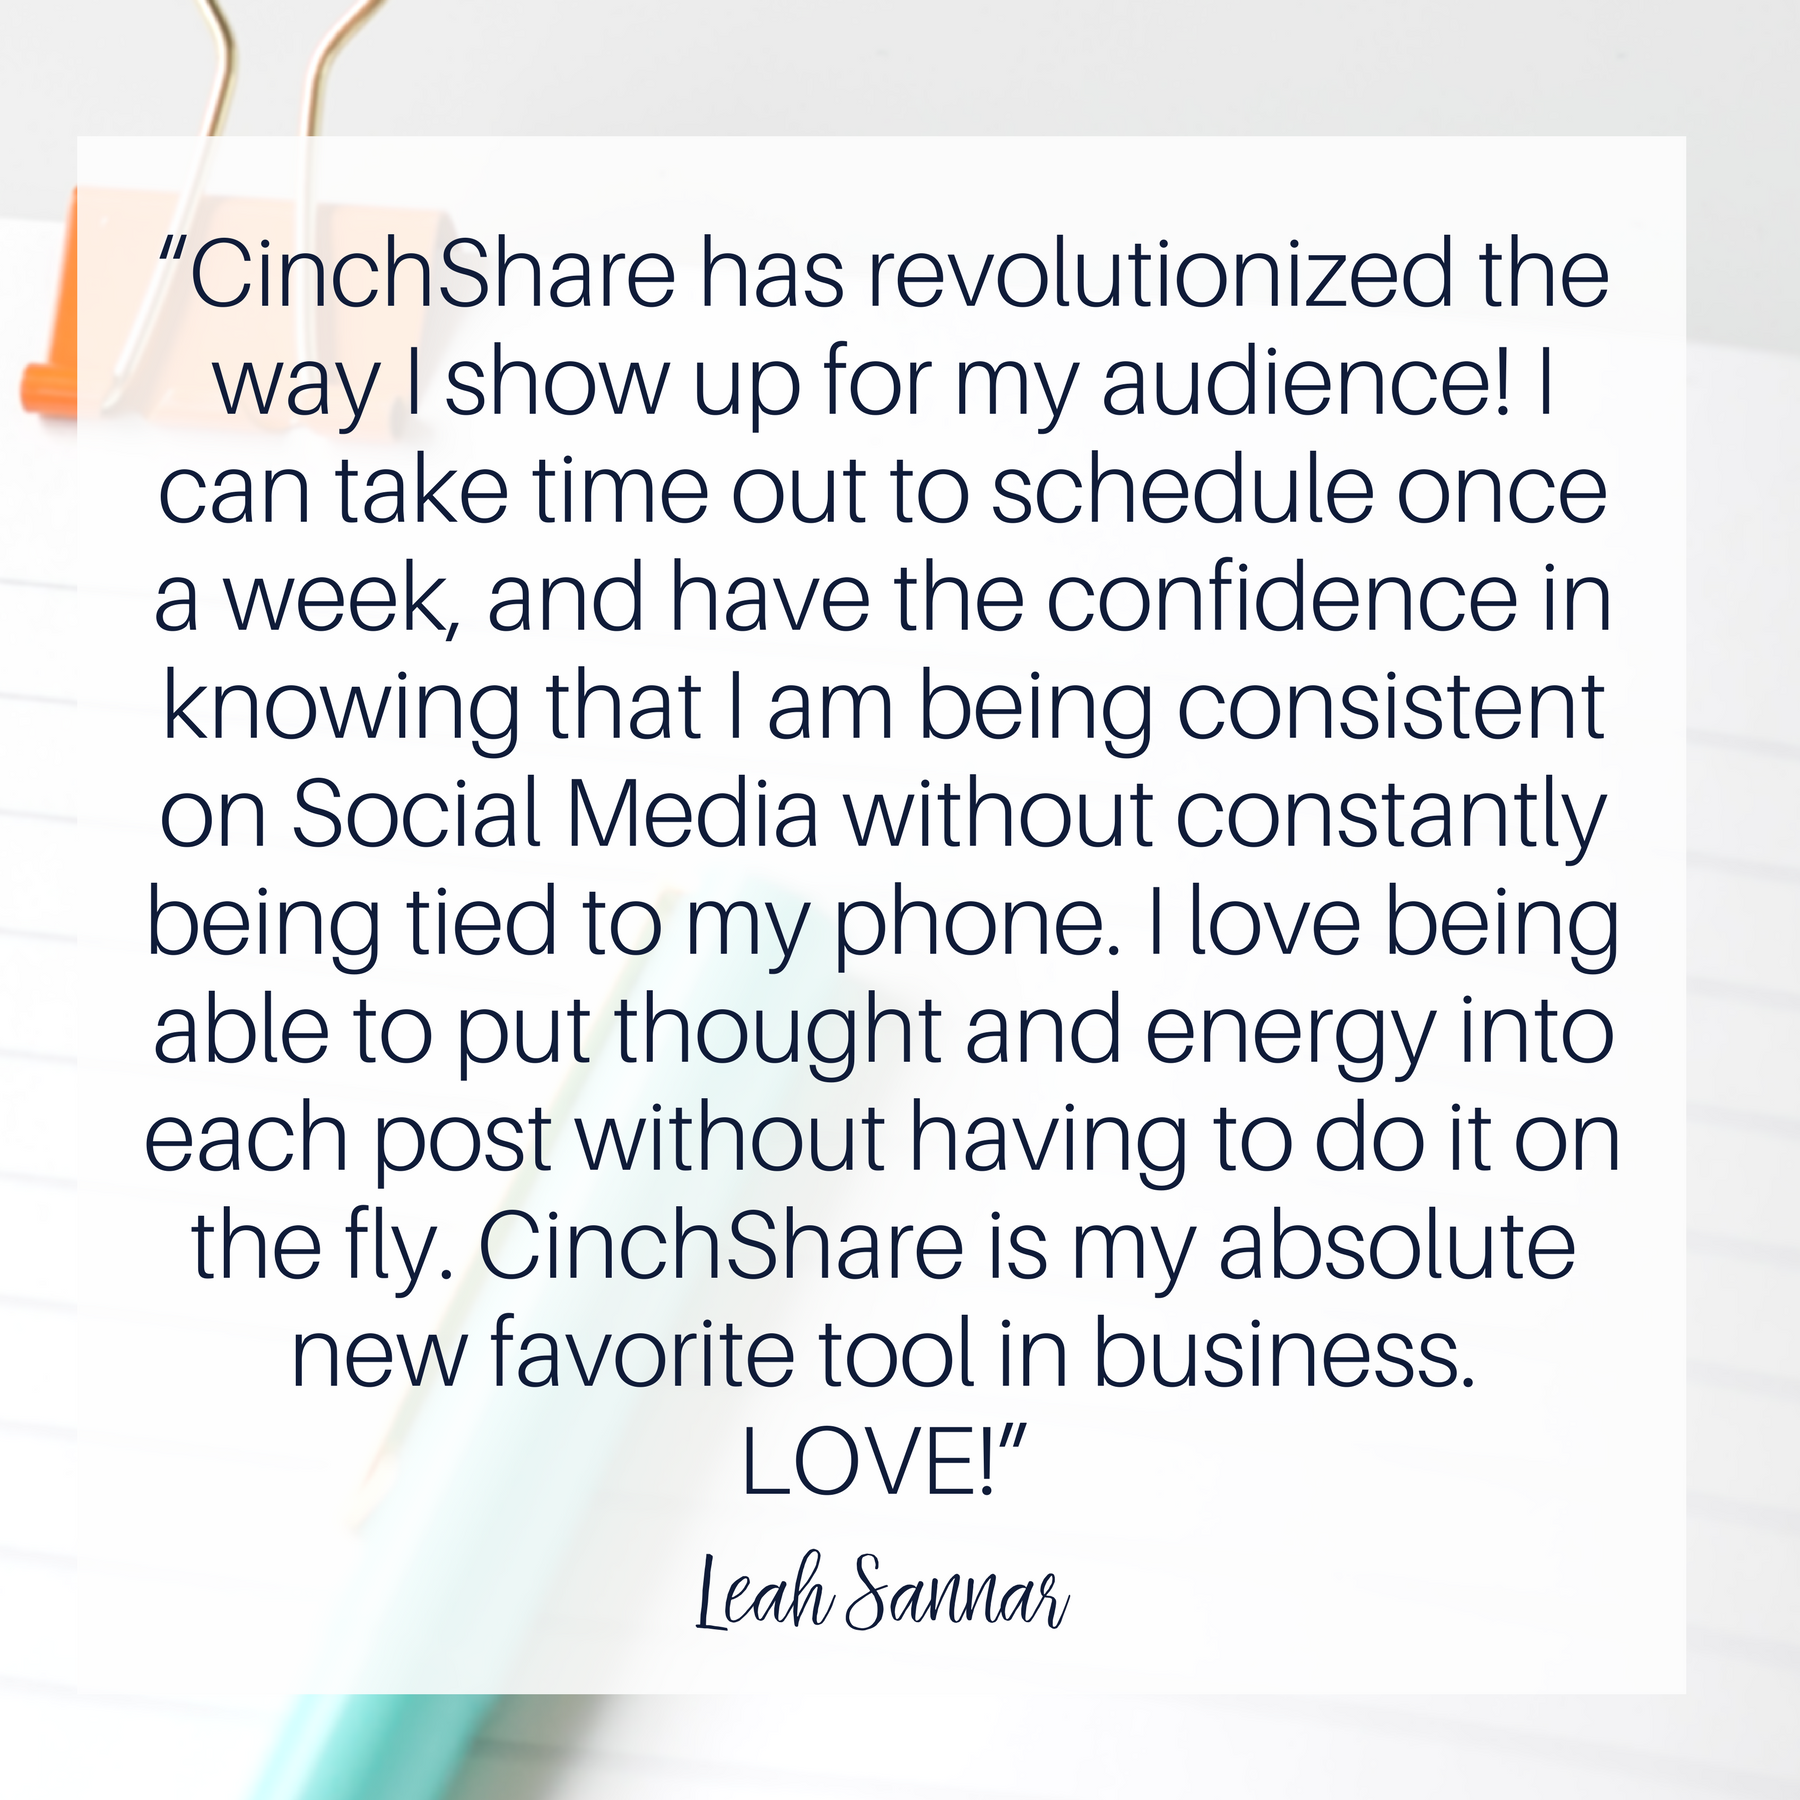 “CinchShare has revolutionized the
way I show up for my audience! I
can take time out to schedule once
a week, and have the confidence in
knowing that I am being consistent
on Social Media without constantly
being tied to my phone. I love being
able to put thought and energy into
each post without having to do it on
the fly. CinchShare is my absolute
new favorite tool in business.
LOVE!”
Leah Sannar